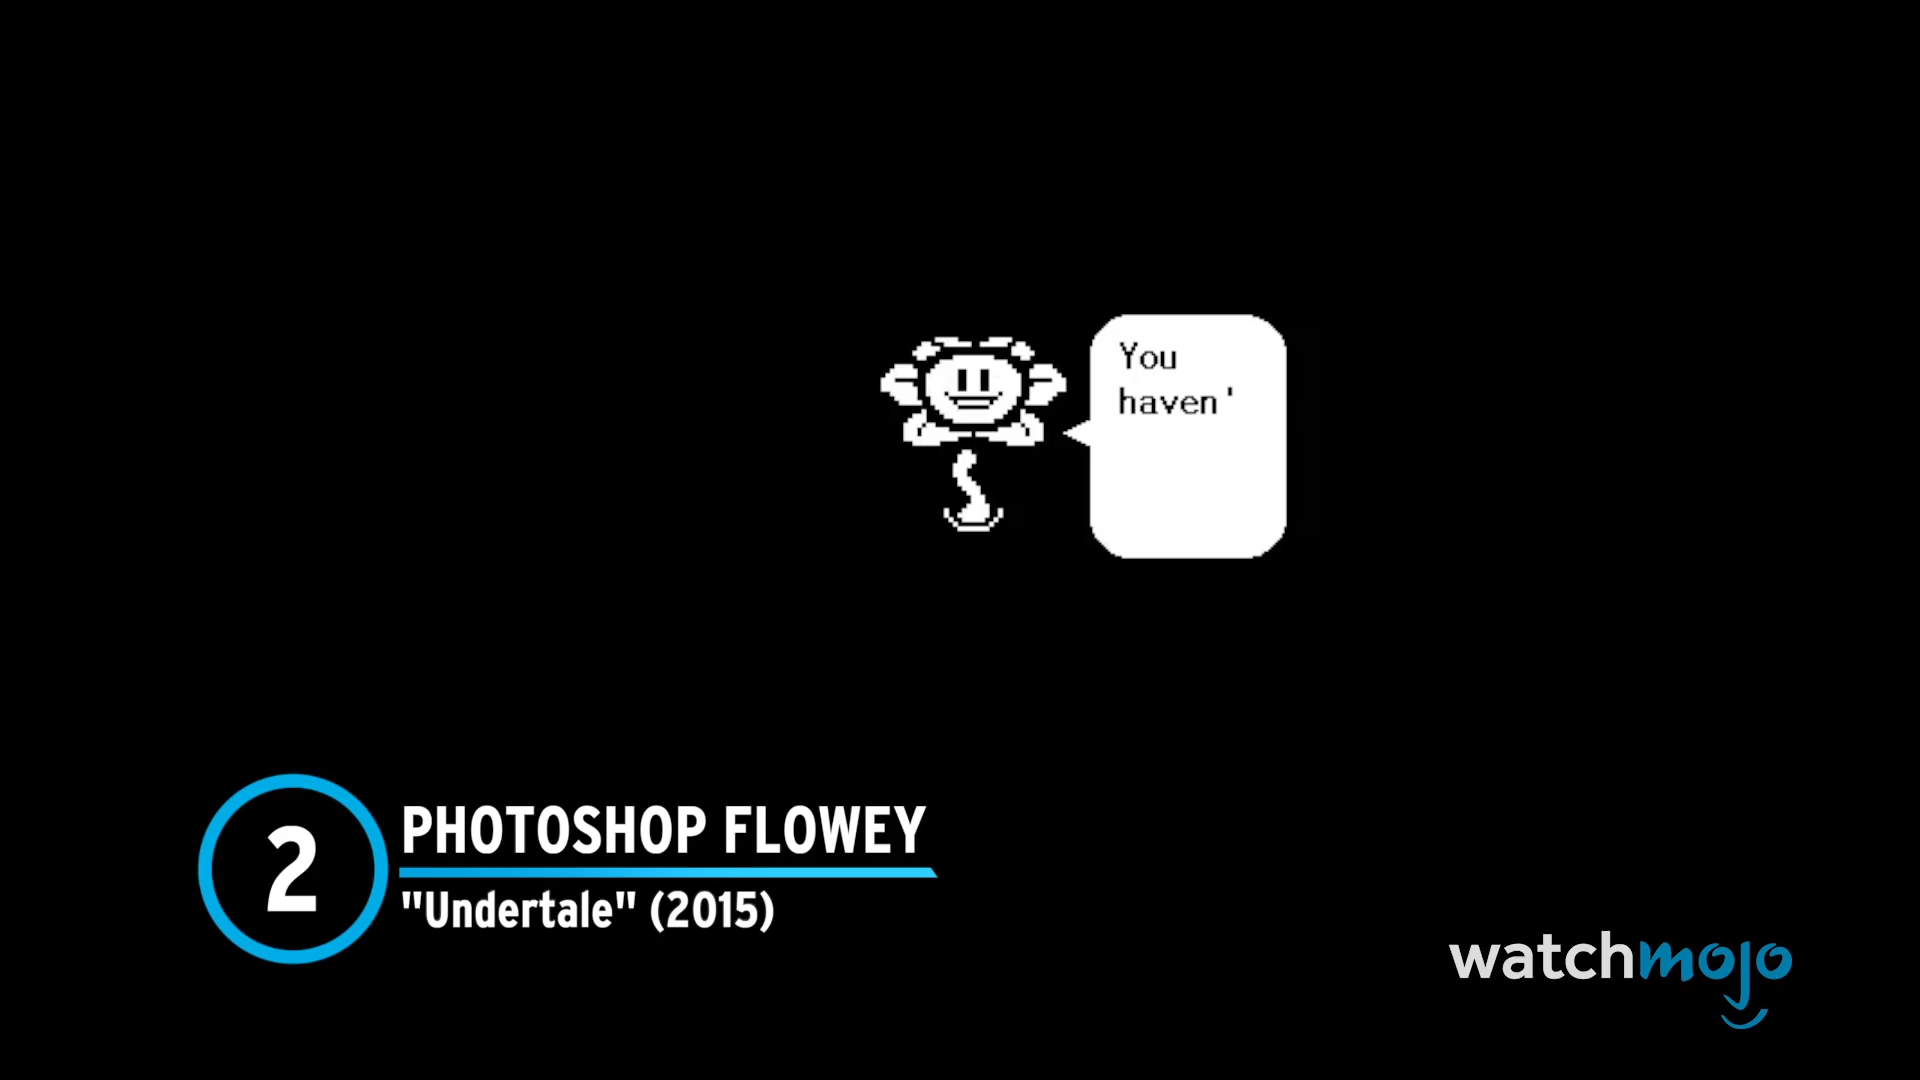 You
haven'
2
PHOTOSHOP FLOWEY
"Undertale" (2015)
watchmojo